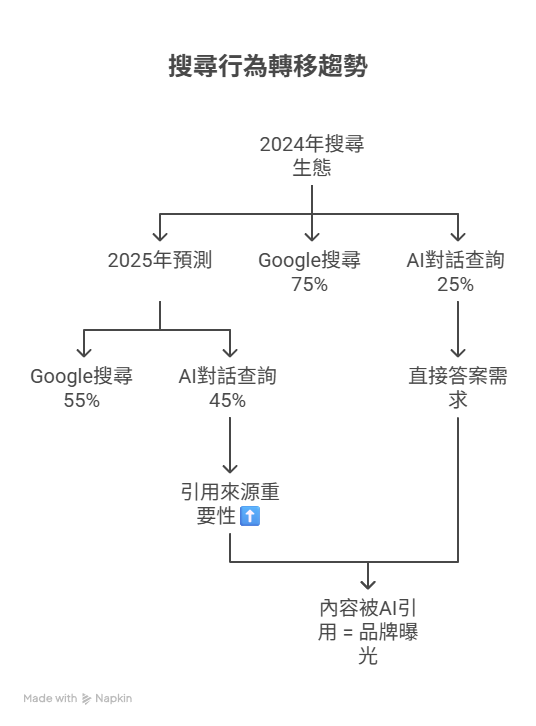 搜尋行為轉移趨勢
2024年搜尋
生態
2025年預測
Google搜尋
75%
AI對話查詢
25%
Google搜尋
55%
AI對話查詢
45%
直接答案需
求
引用來源重
要性⬆️
內容被AI引
用 = 品牌曝
光
Made with Napkin